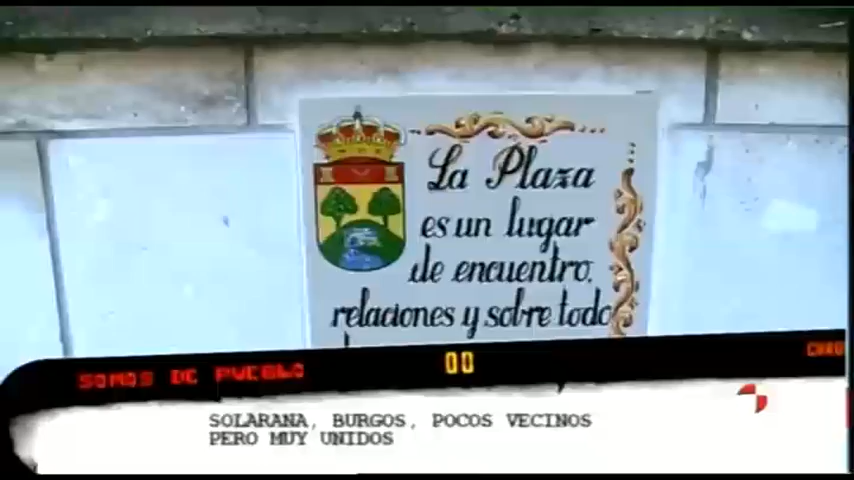 La Plaza
es un lugar
de encuentro,
relaciones y sobre todo
SOMOS DE PUEBLO
00
SOLARANA, BURGOS, POCOS VECINOS
PERO MUY UNIDOS